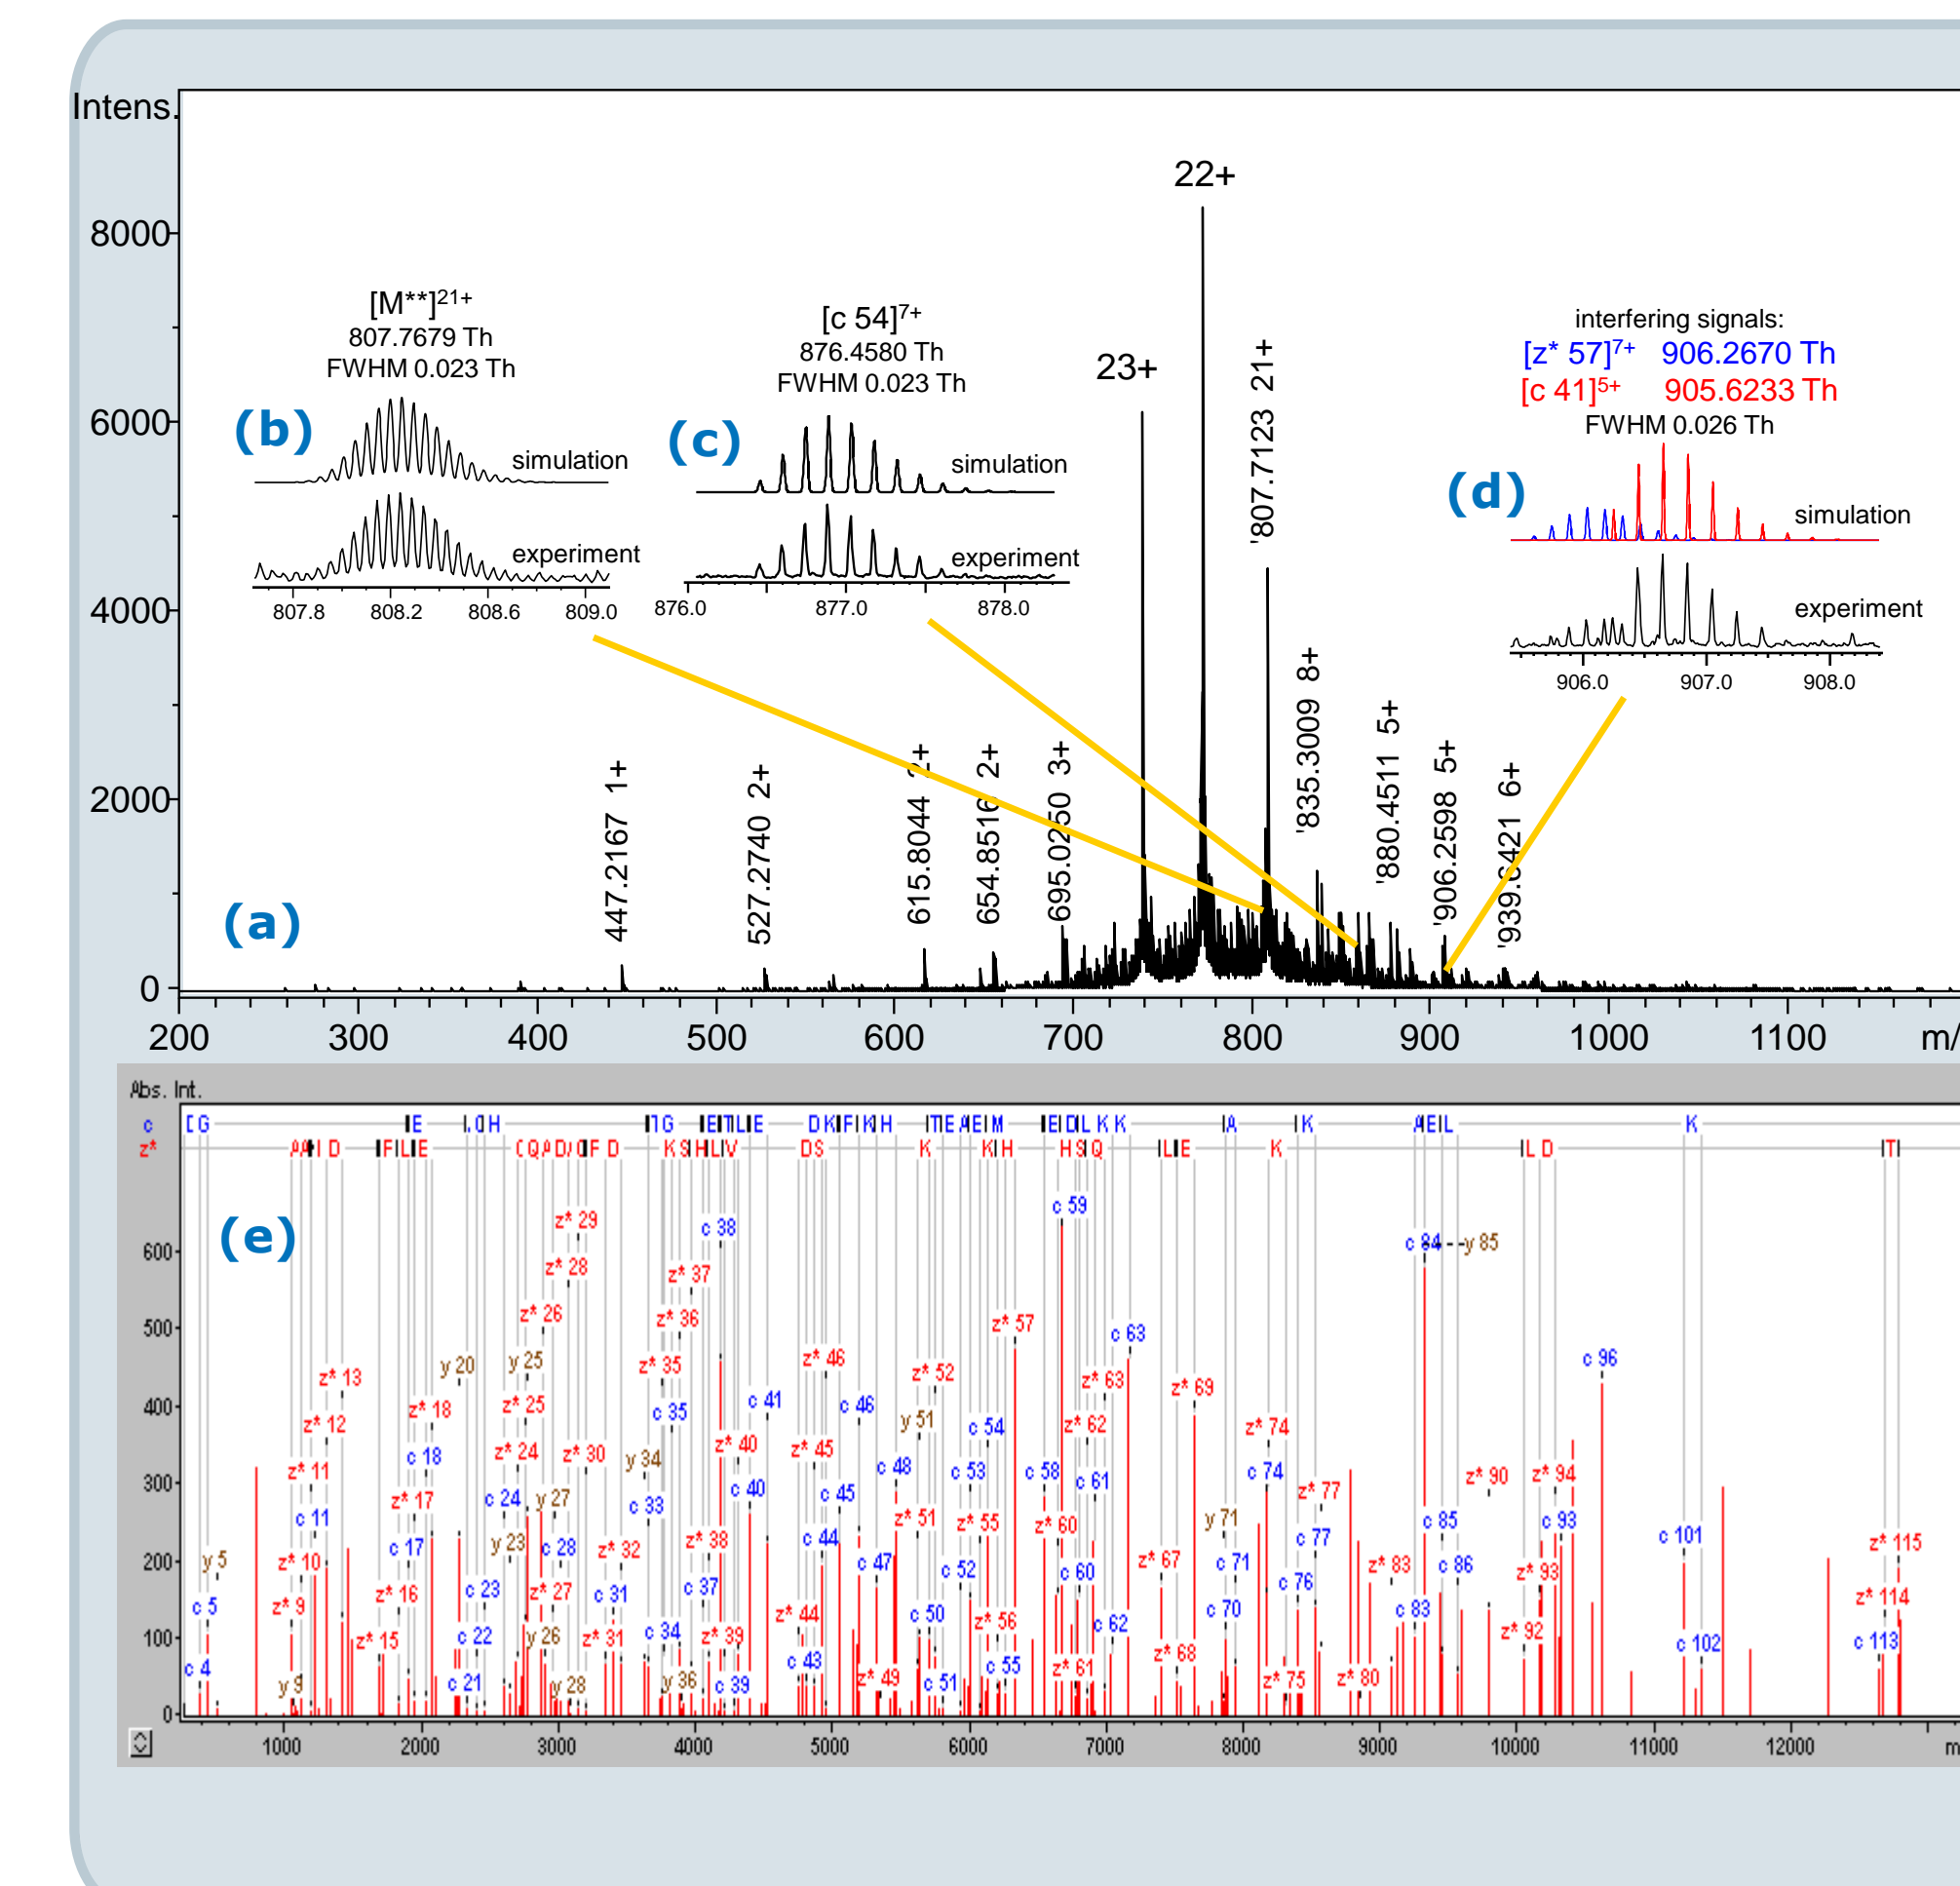 Intens.
8000
6000
4000
2000
0
200 300 400 500 600 700 800 900 1000 1100 m/
22+
23+
'807.7123 21+
'835.3009 8+
'880.4511 5+
'906.2598 5+
'939.6421 6+
447.2167 1+
527.2740 2+
615.8044 2+
654.8516 2+
695.0250 3+
(a)
[M**]21+
807.7679 Th
FWHM 0.023 Th
(b)
simulation
experiment
807.8 808.2 808.6 809.0
[c 54]7+
876.4580 Th
FWHM 0.023 Th
(c)
simulation
experiment
876.0 877.0 878.0
interfering signals:
[z* 57]7+ 906.2670 Th
[c 41]5+ 905.6233 Th
FWHM 0.026 Th
(d)
simulation
experiment
906.0 907.0 908.0
Abs. Int.
c G E H G E T L E D K F K H T E A E M E D L K K A K A E L K
z* A I D F L E Q A D F D K S H L V D S K K H H S Q L E K L D T
(e)
600
500
400
300
200
100
0
1000 2000 3000 4000 5000 6000 7000 8000 9000 10000 11000 12000 m
c 59
z* 29 c 38
c 84 y 85
z* 28 z* 37
z* 26 z* 36 z* 57 c 63
y 20 y 25 z* 35 z* 46 c 96
z* 13 z* 52 z* 63 z* 69
z* 18 z* 25 c 35 c 41 c 46
z* 12 y 51 c 54 z* 62 z* 74
c 18 z* 24 z* 30 y 34 z* 40 z* 45
z* 11 c 48 c 53 c 58 c 61 c 74 z* 90 z* 94
z* 17 c 24 y 27 c 33 c 40 c 45 z* 77
c 11 z* 51 z* 55 z* 60 y 71 c 85 c 93 c 101
c 17 y 23 c 28 z* 32 z* 38 c 44 c 77 z* 115
y 5 z* 10 c 47 c 52 c 60 z* 67 c 71 z* 83 c 86 z* 93
z* 16 c 23 z* 27 c 31 c 37 c 76 z* 114
c 5 z* 9 z* 44 c 50 z* 56 c 62 c 70 c 83
z* 15 c 22 y 26 z* 31 c 34 z* 39 z* 92 c 102 c 113
c 4 c 43 z* 49 c 55 z* 61 z* 68 z* 75 z* 80
y 9 c 21 y 28 y 36 c 39 c 51